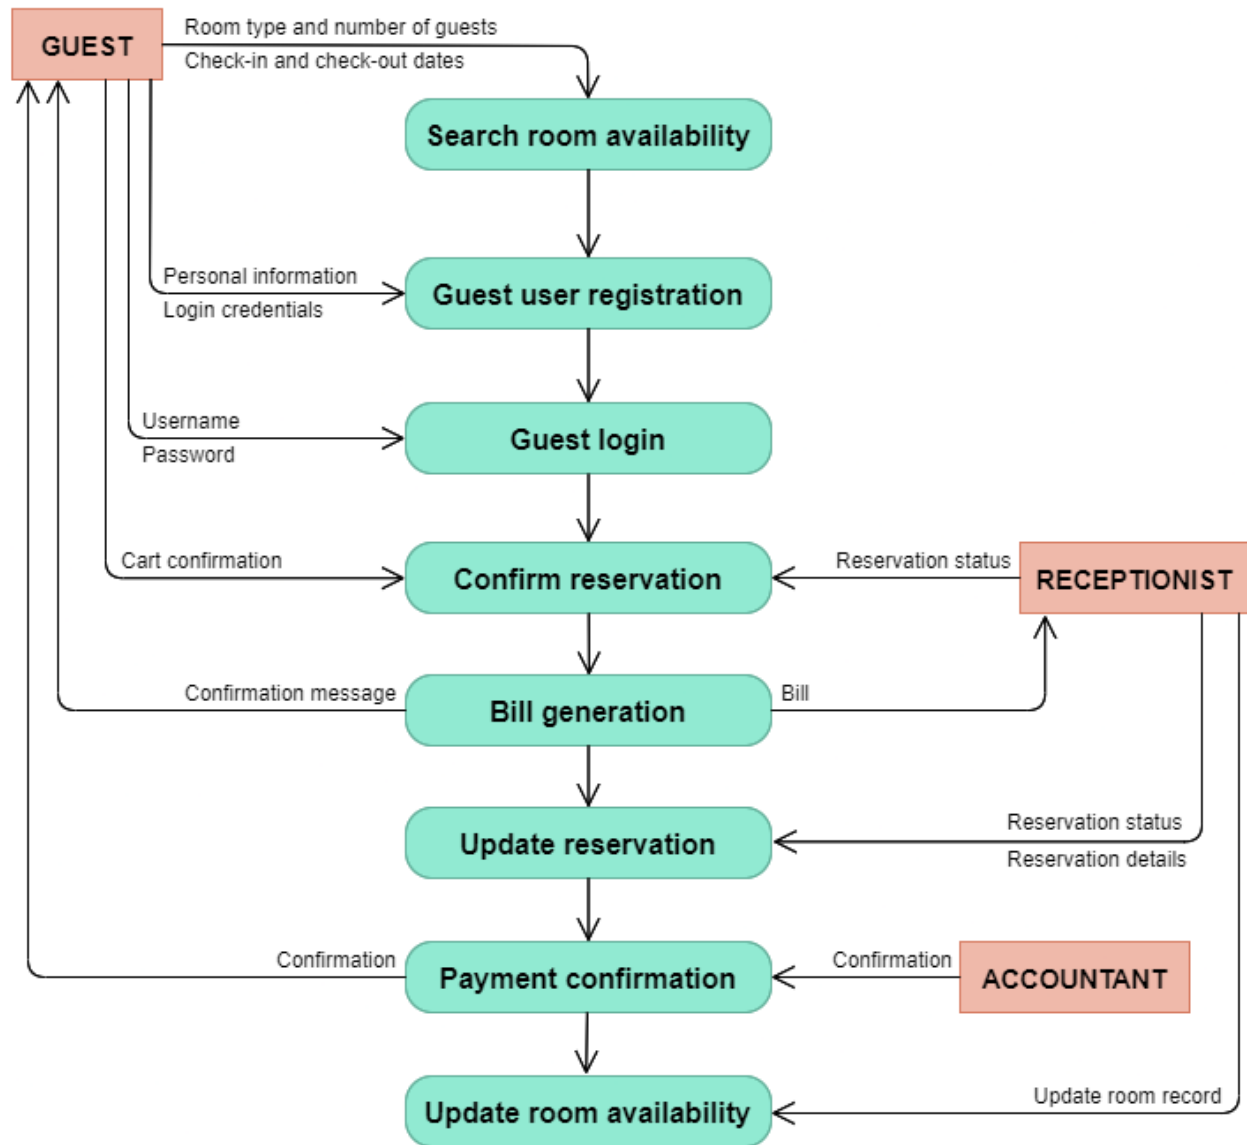 GUEST
Room type and number of guests
Check-in and check-out dates
Search room availability
Personal information
Login credentials
Guest user registration
Username
Password
Guest login
Cart confirmation
Confirm reservation
Reservation status
RECEPTIONIST
Confirmation message
Bill generation
Bill
Update reservation
Reservation status
Reservation details
Confirmation
Payment confirmation
Confirmation
ACCOUNTANT
Update room availability
Update room record